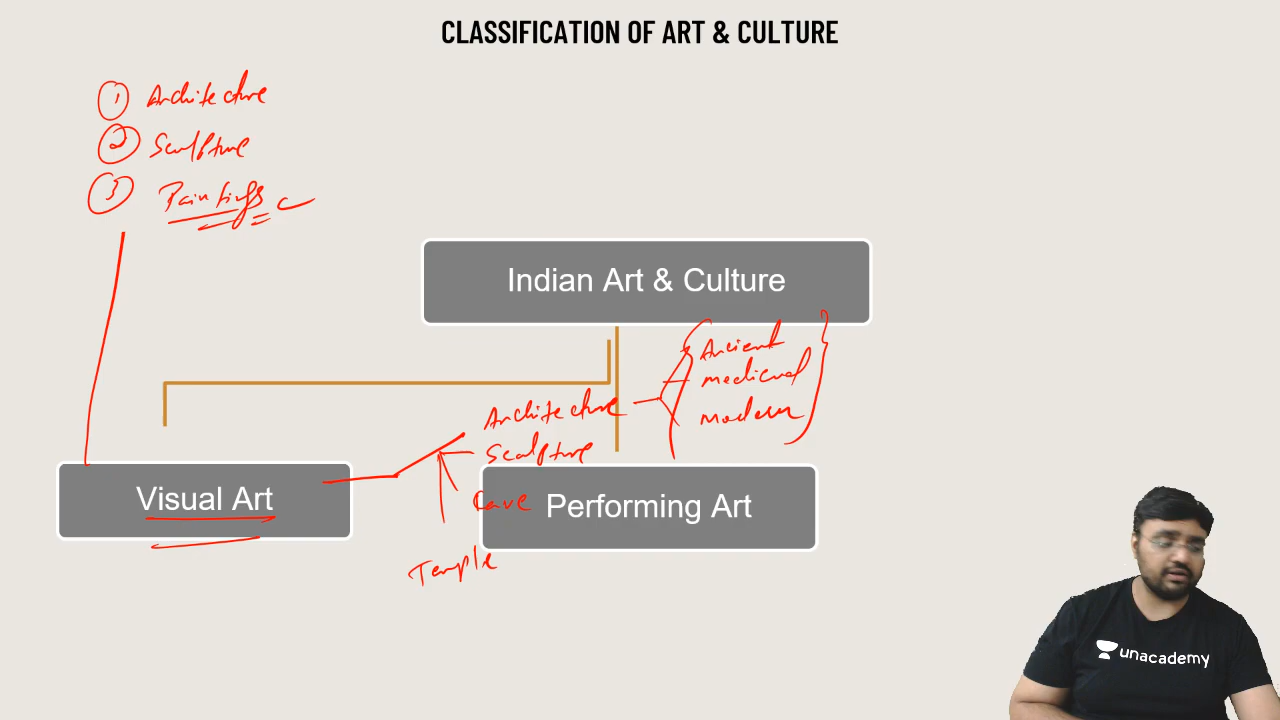 CLASSIFICATION OF ART & CULTURE
1 Architecture
2 Sculpture
3 Paintings
Indian Art & Culture
Ancient
medieval
modern
Architecture
Sculpture
Visual Art
Cave
Performing Art
Temple
unacademy